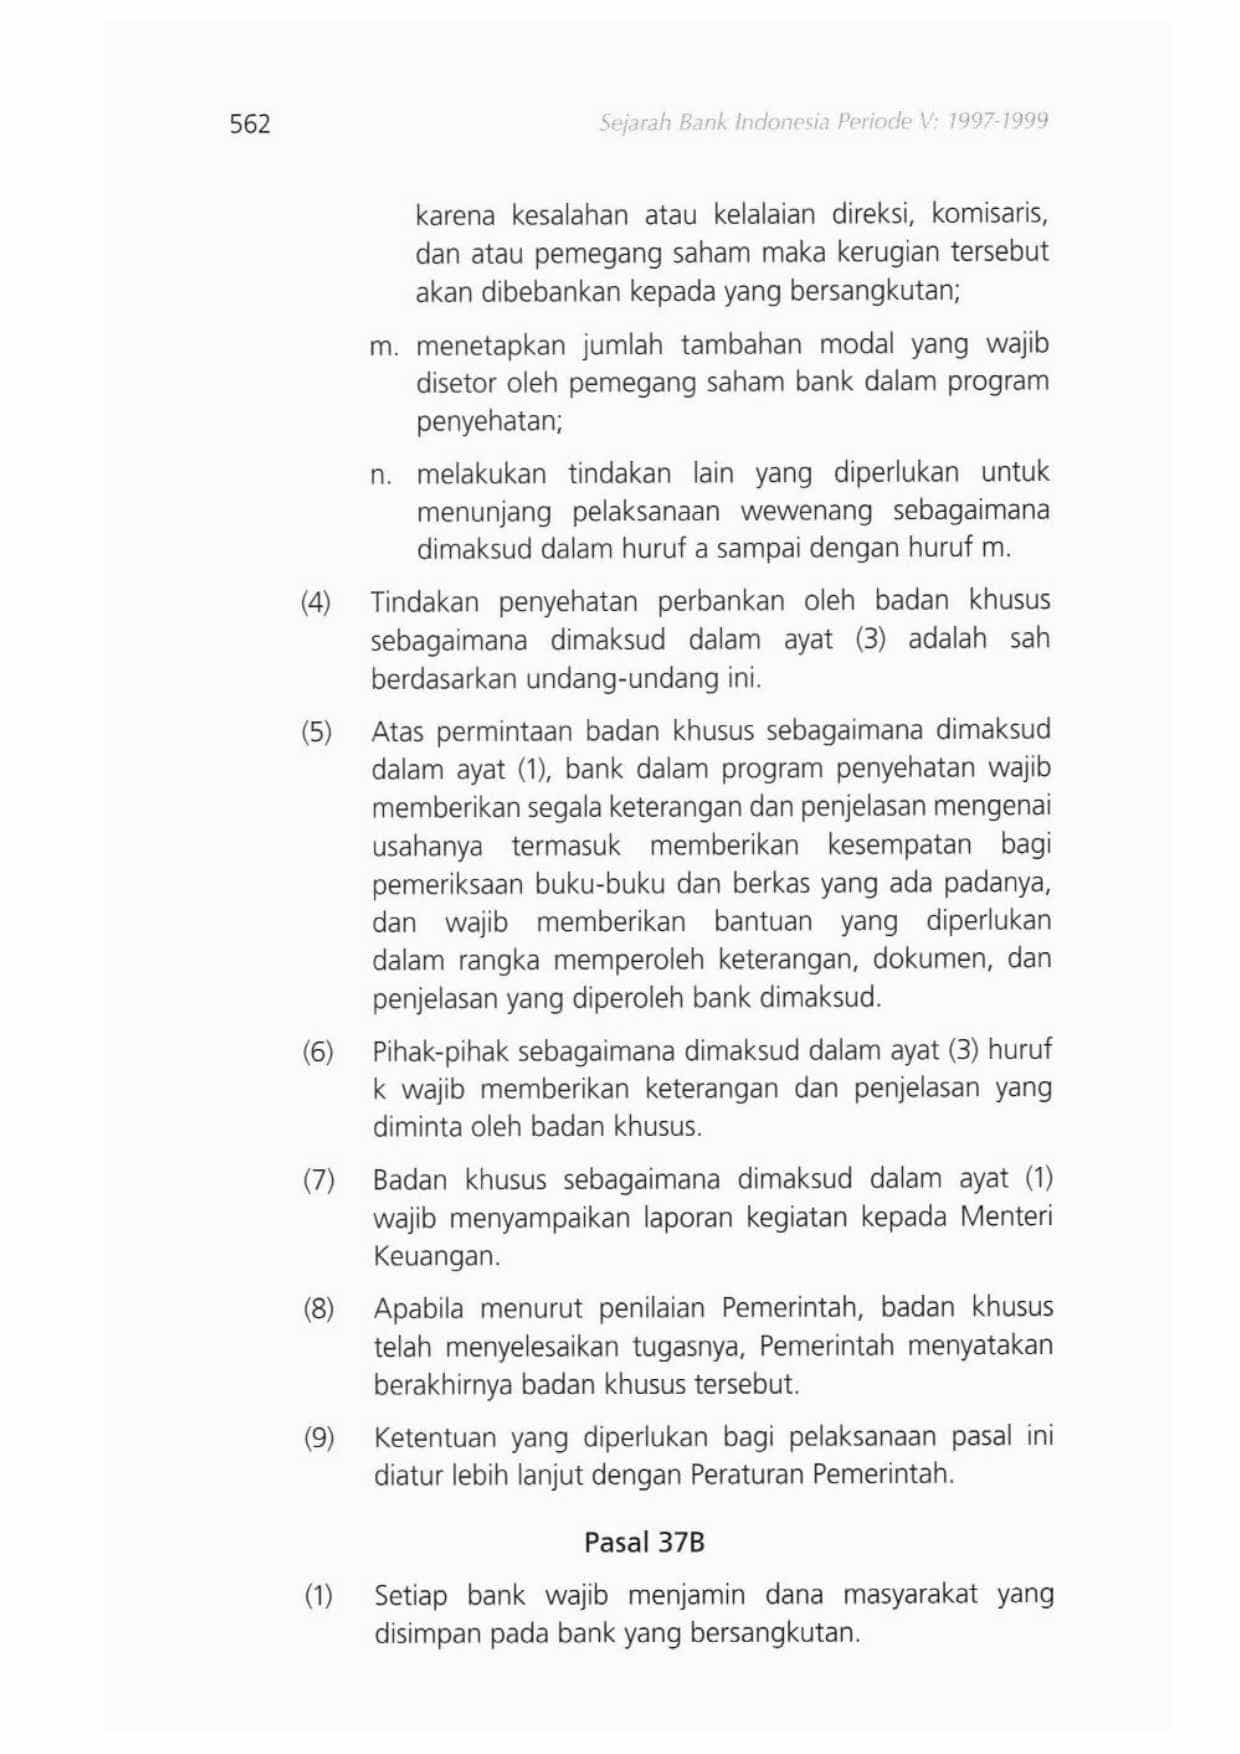 562
Sejarah Bank Indonesia Periode V: 1997-1999
karena kesalahan atau kelalaian direksi, komisaris,
dan atau pemegang saham maka kerugian tersebut
akan dibebankan kepada yang bersangkutan;
m. menetapkan jumlah tambahan modal yang wajib
disetor oleh pemegang saham bank dalam program
penyehatan;
n. melakukan tindakan lain yang diperlukan untuk
menunjang pelaksanaan wewenang sebagaimana
dimaksud dalam huruf a sampai dengan huruf m.
(4) Tindakan penyehatan perbankan oleh badan khusus
sebagaimana dimaksud dalam ayat (3) adalah sah
berdasarkan undang-undang ini.
(5) Atas permintaan badan khusus sebagaimana dimaksud
dalam ayat (1), bank dalam program penyehatan wajib
memberikan segala keterangan dan penjelasan mengenai
usahanya termasuk memberikan kesempatan bagi
pemeriksaan buku-buku dan berkas yang ada padanya,
dan wajib memberikan bantuan yang diperlukan
dalam rangka memperoleh keterangan, dokumen, dan
penjelasan yang diperoleh bank dimaksud.
(6) Pihak-pihak sebagaimana dimaksud dalam ayat (3) huruf
k wajib memberikan keterangan dan penjelasan yang
diminta oleh badan khusus.
(7) Badan khusus sebagaimana dimaksud dalam ayat (1)
wajib menyampaikan laporan kegiatan kepada Menteri
Keuangan.
(8) Apabila menurut penilaian Pemerintah, badan khusus
telah menyelesaikan tugasnya, Pemerintah menyatakan
berakhirnya badan khusus tersebut.
(9) Ketentuan yang diperlukan bagi pelaksanaan pasal ini
diatur lebih lanjut dengan Peraturan Pemerintah.
Pasal 37B
(1) Setiap bank wajib menjamin dana masyarakat yang
disimpan pada bank yang bersangkutan.